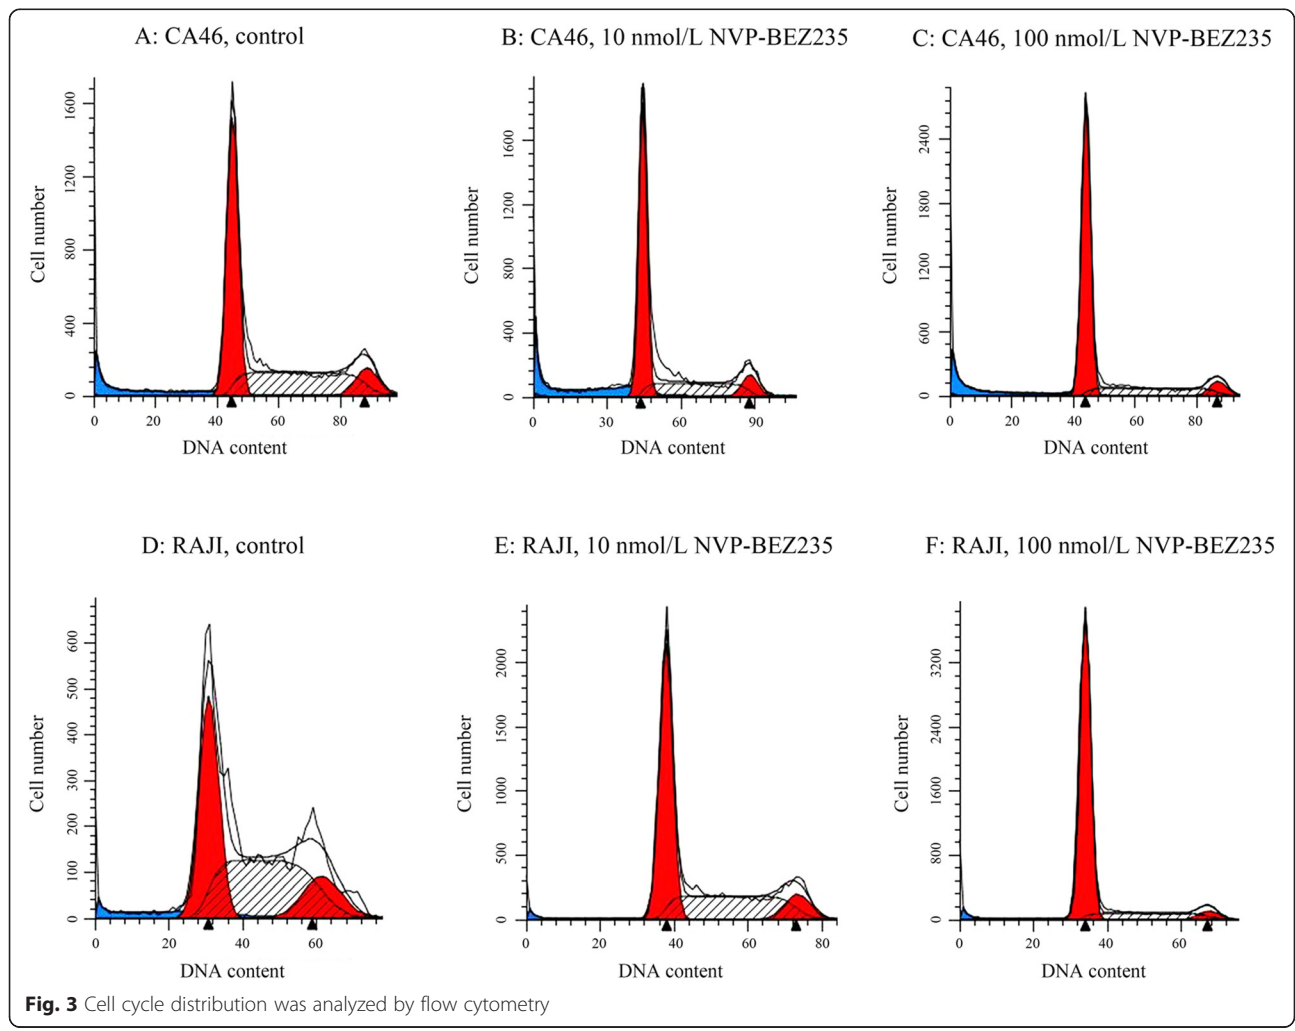 A: CA46, control
B: CA46, 10 nmol/L NVP-BEZ235
C: CA46, 100 nmol/L NVP-BEZ235
Cell number
0 400 800 1200 1600
0 20 40 60 80
DNA content
Cell number
0 400 800 1200 1600
0 30 60 90
DNA content
Cell number
0 600 1200 1800 2400
0 20 40 60 80
DNA content
D: RAJI, control
E: RAJI, 10 nmol/L NVP-BEZ235
F: RAJI, 100 nmol/L NVP-BEZ235
Cell number
0 100 200 300 400 500 600
0 20 40 60
DNA content
Cell number
0 500 1000 1500 2000
0 20 40 60 80
DNA content
Cell number
0 800 1600 2400 3200
0 20 40 60
DNA content
Fig. 3 Cell cycle distribution was analyzed by flow cytometry